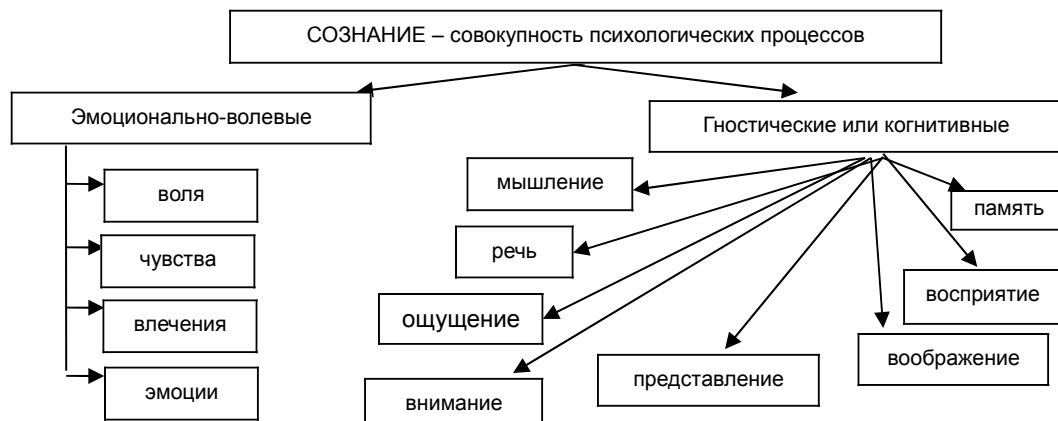 СОЗНАНИЕ – совокупность психологических процессов
Эмоционально-волевые
Гностические или когнитивные
воля
чувства
влечения
эмоции
мышление
речь
ощущение
внимание
представление
воображение
восприятие
память